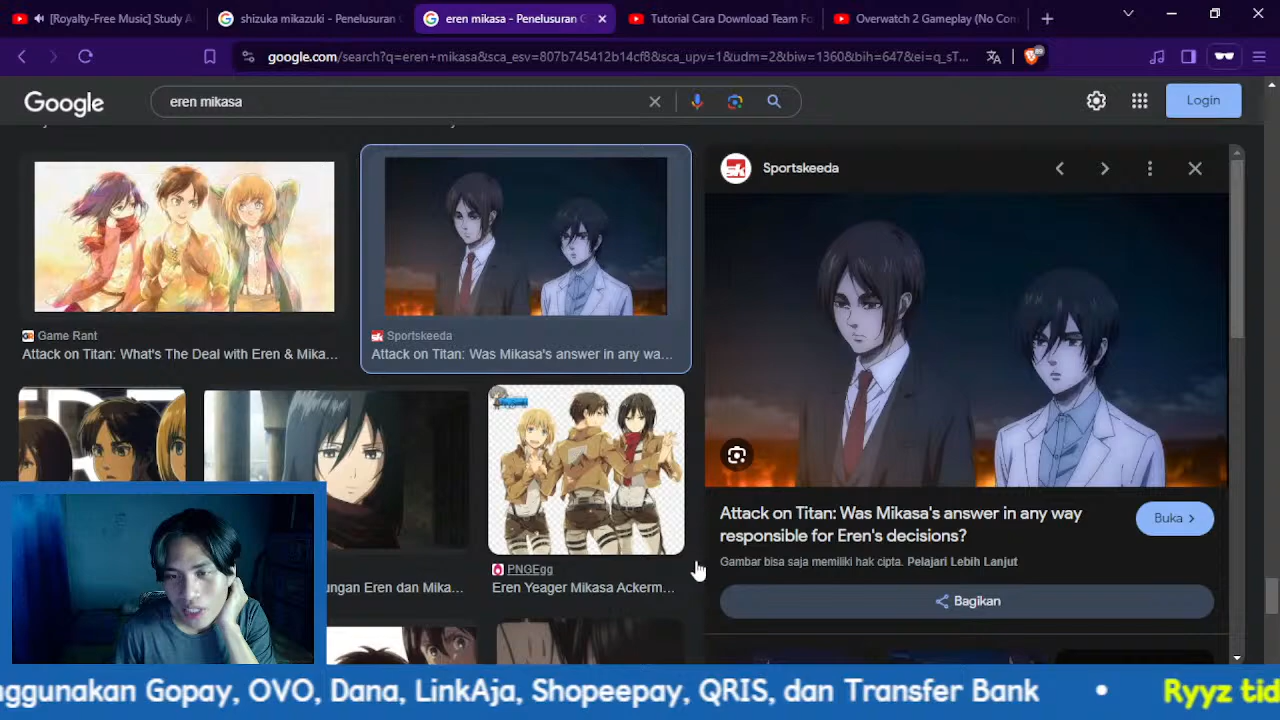 [Royalty-Free Music] Study A
shizuka mikazuki - Penelusuran G
eren mikasa - Penelusuran G
Tutorial Cara Download Team Fo
Overwatch 2 Gameplay (No Com
google.com/search?q=eren+mikasa&sca_esv=807b745412b14cf8&sca_upv=1&udm=2&biw=1360&bih=647&ei=q_sT...
89
Google
eren mikasa
Login
Game Rant
Attack on Titan: What's The Deal with Eren & Mika...
Sportskeeda
Attack on Titan: Was Mikasa's answer in any wa...
ungan Eren dan Mika...
PNGEgg
Eren Yeager Mikasa Ackerm...
sk
Sportskeeda
Attack on Titan: Was Mikasa's answer in any way
responsible for Eren's decisions?
Buka
Gambar bisa saja memiliki hak cipta. Pelajari Lebih Lanjut
Bagikan
nggunakan Gopay, OVO, Dana, LinkAja, Shopeepay, QRIS, dan Transfer Bank • Ryyz tid